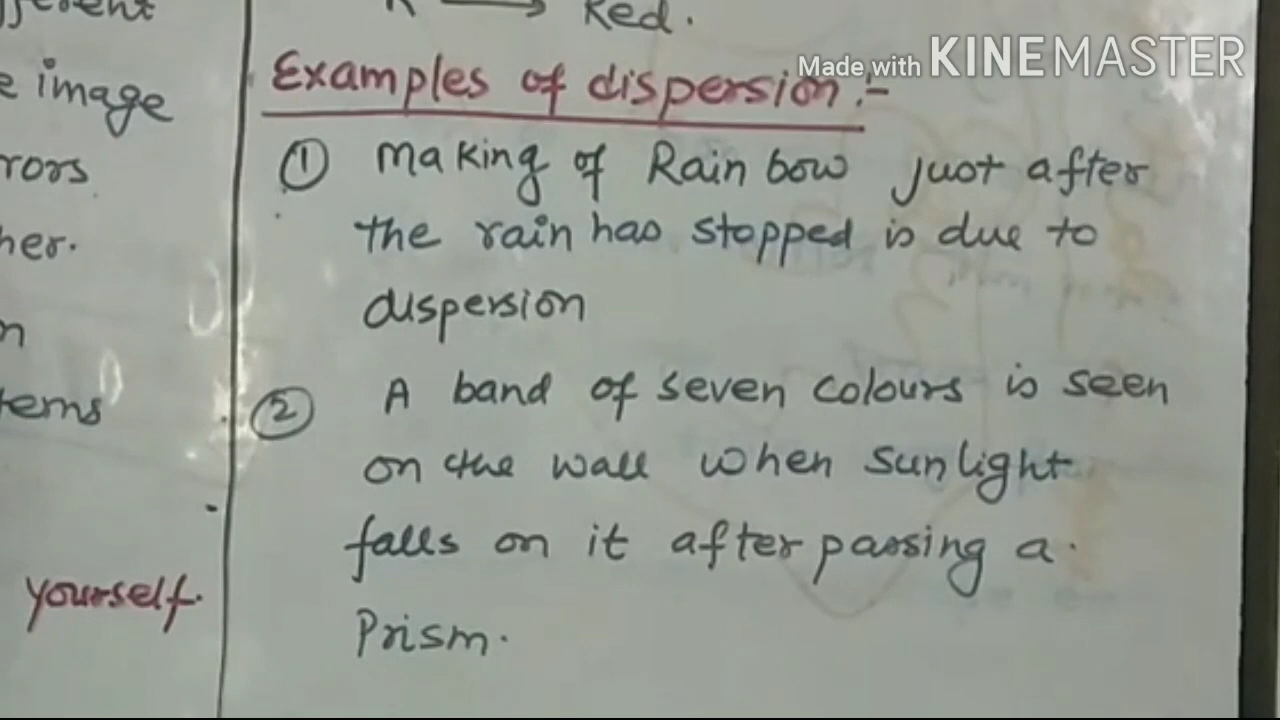 R → Red.
e image
rors
her.
n
tems
yourself.
Examples of dispersion :-
① Making of Rain bow just after
the rain has stopped is due to
dispersion
② A band of seven colours is seen
on the wall when sunlight
falls on it after passing a
Prism.
Made with KINEMASTER